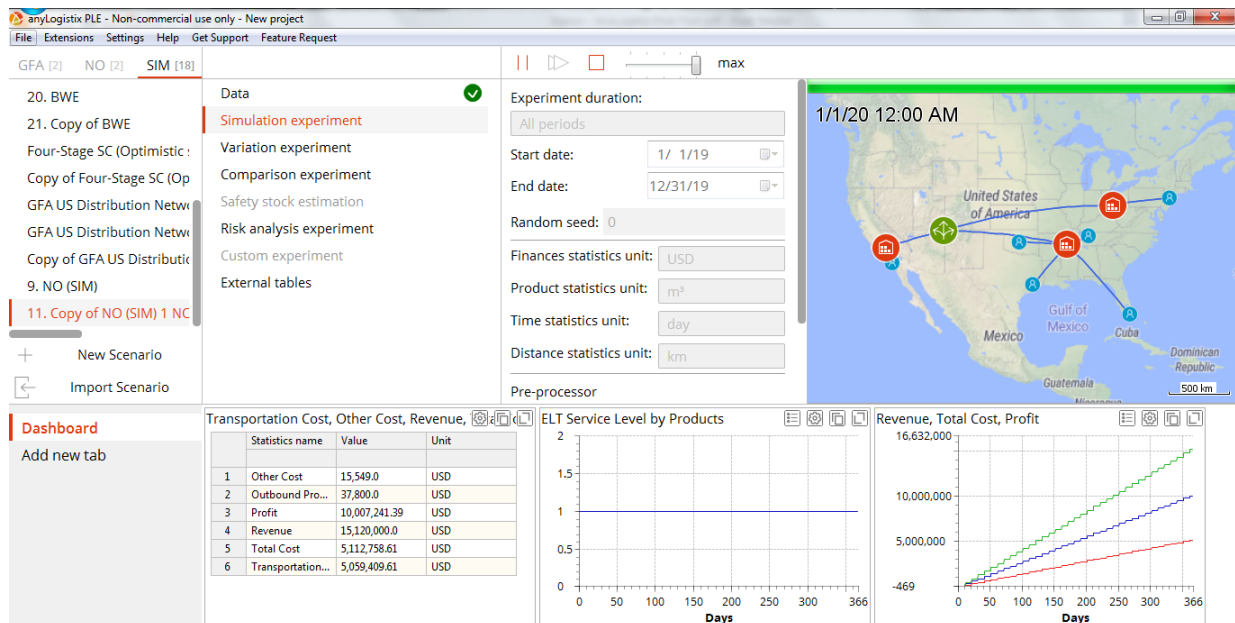 anyLogistix PLE - Non-commercial use only - New project
File Extensions Settings Help Get Support Feature Request
GFA [2] NO [2] SIM [18]
max
20. BWE
21. Copy of BWE
Four-Stage SC (Optimistic
Copy of Four-Stage SC (Op
GFA US Distribution Netwo
GFA US Distribution Netwo
Copy of GFA US Distributic
9. NO (SIM)
11. Copy of NO (SIM) 1 NC
New Scenario
Import Scenario
Data
Simulation experiment
Variation experiment
Comparison experiment
Safety stock estimation
Risk analysis experiment
Custom experiment
External tables
Experiment duration:
All periods
Start date: 1/ 1/19
End date: 12/31/19
Random seed: 0
Finances statistics unit: USD
Product statistics unit: m³
Time statistics unit: day
Distance statistics unit: km
Pre-processor
1/1/20 12:00 AM
United States
of America
Gulf of
Mexico
Mexico
Cuba
Dominican
Republic
Guatemala
500 km
Dashboard
Add new tab
Transportation Cost, Other Cost, Revenue,
Statistics name Value Unit
1 Other Cost 15,549.0 USD
2 Outbound Pro... 37,800.0 USD
3 Profit 10,007,241.39 USD
4 Revenue 15,120,000.0 USD
5 Total Cost 5,112,758.61 USD
6 Transportation... 5,059,409.61 USD
ELT Service Level by Products
2
1.5
1
0.5
0
0 50 100 150 200 250 300 366
Days
Revenue, Total Cost, Profit
16,632,000
10,000,000
5,000,000
-469
0 50 100 150 200 250 300 366
Days